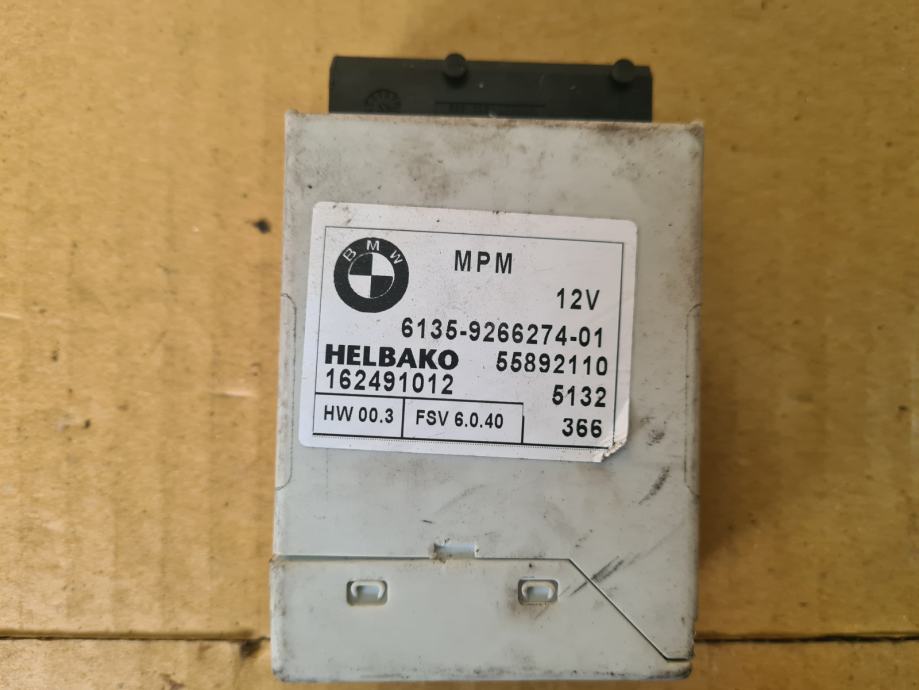 BMW
MPM
12V
6135-9266274-01
HELBAKO 55892110
162491012 5132
HW 00.3 FSV 6.0.40 366